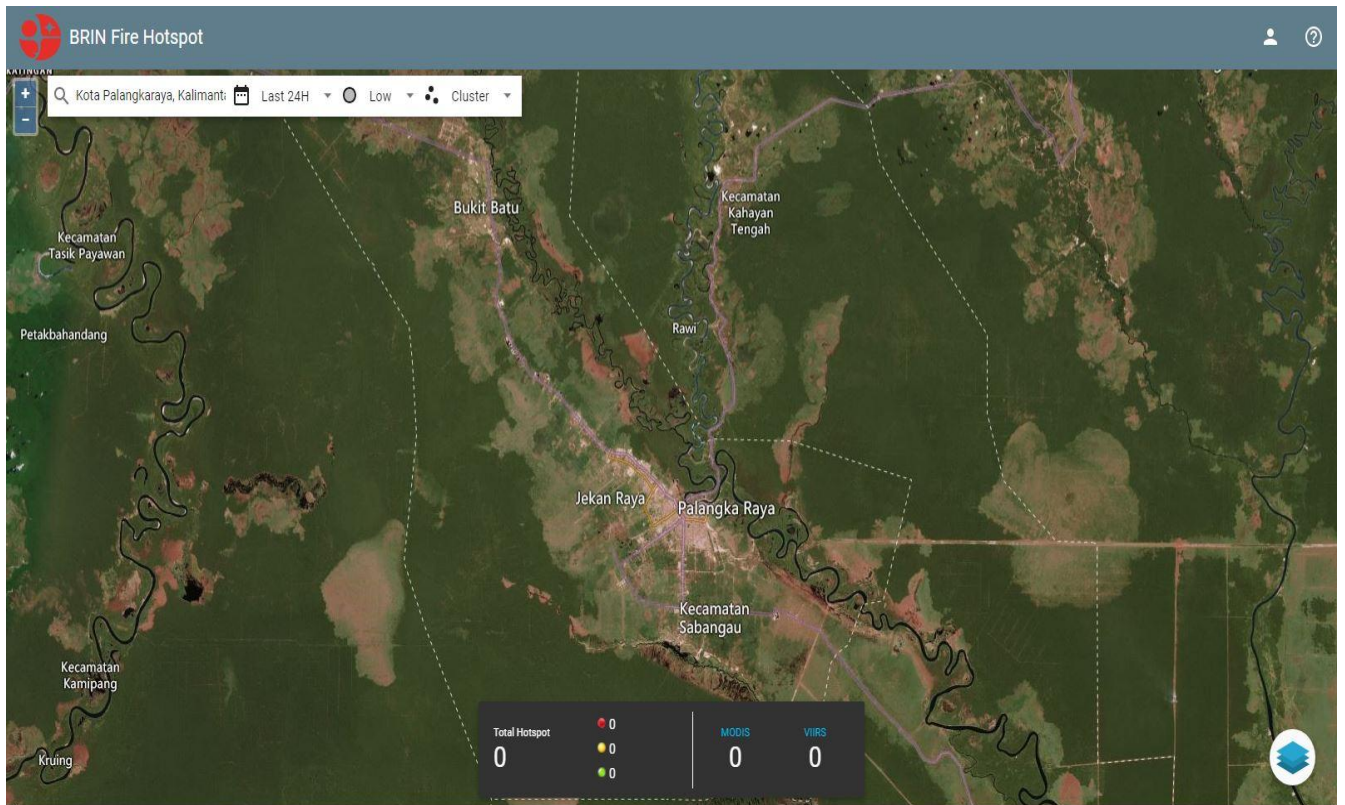 BRIN Fire Hotspot
KATINGAN
+
-
Kota Palangkaraya, Kalimanta
Last 24H
Low
Cluster
Bukit Batu
Kecamatan
Kahayan
Tengah
Kecamatan
Tasik Payawan
Petakbahandang
Rawi
Jekan Raya
Palangka Raya
Kecamatan
Sabangau
Kecamatan
Kamipang
Kruing
Total Hotspot
0
0
0
0
MODIS
0
VIIRS
0